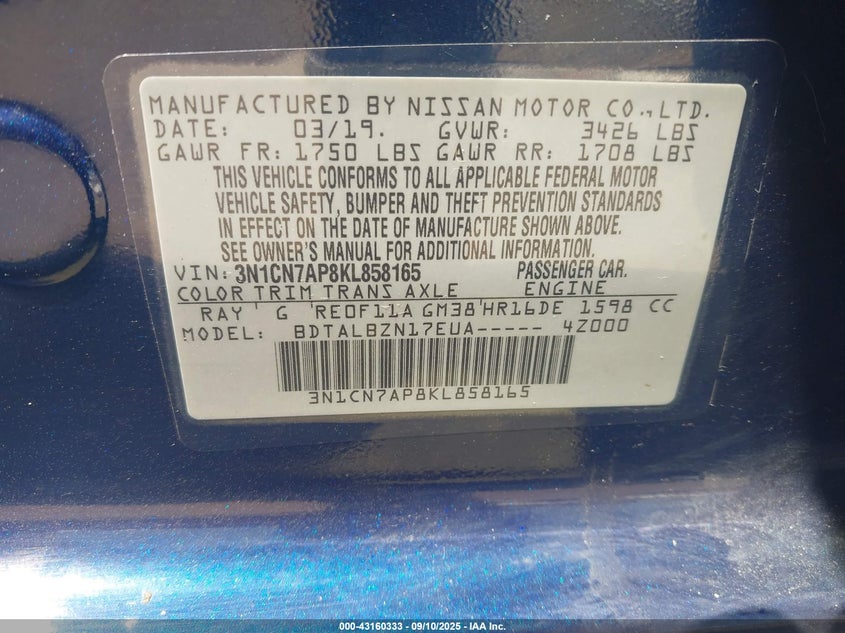 MANUFACTURED BY NISSAN MOTOR CO.,LTD.
DATE: 03/19. GVWR: 3426 LBS
GAWR FR: 1750 LBS GAWR RR: 1708 LBS
THIS VEHICLE CONFORMS TO ALL APPLICABLE FEDERAL MOTOR
VEHICLE SAFETY, BUMPER AND THEFT PREVENTION STANDARDS
IN EFFECT ON THE DATE OF MANUFACTURE SHOWN ABOVE.
SEE OWNER'S MANUAL FOR ADDITIONAL INFORMATION.
VIN: 3N1CN7AP8KL858165 PASSENGER CAR.
COLOR TRIM TRANS AXLE ENGINE
RAY ' G 'RE0F11A GM38'HR16DE 1598 CC
MODEL: BDTALBZN17EUA----- 4Z000
3N1CN7AP8KL858165
000-43160333 — 09/10/2025 — IAA Inc.